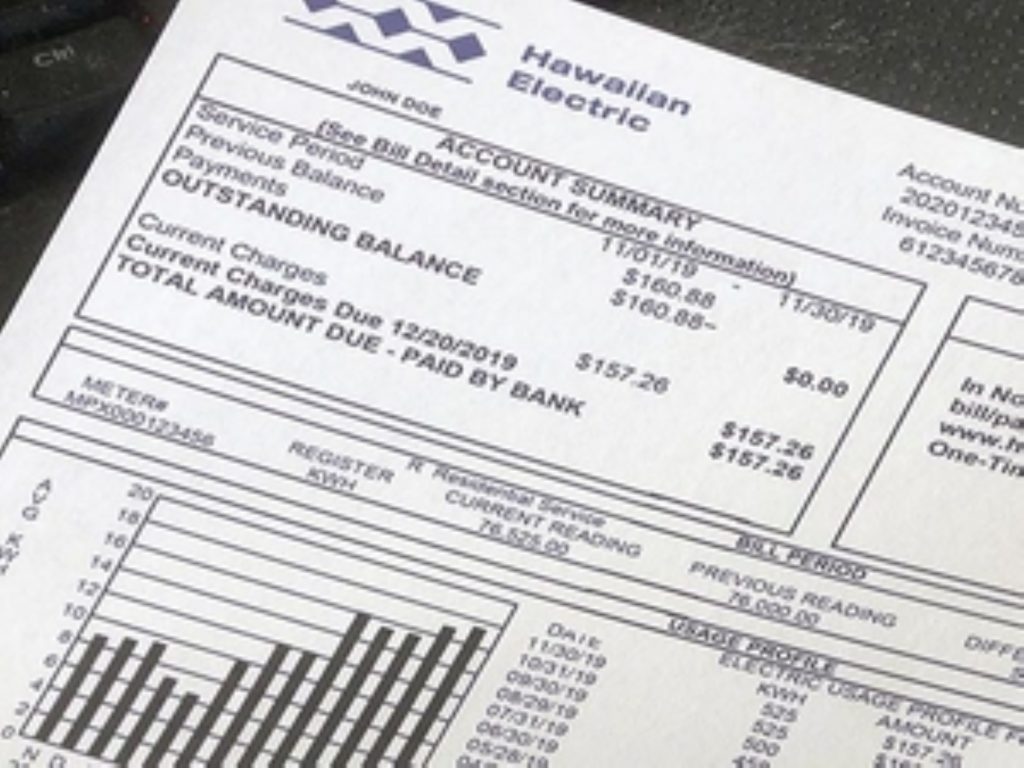 Ctrl
Hawaiian
Electric
JOHN DOE
ACCOUNT SUMMARY
(See Bill Detail section for more information)
Service Period 11/01/19 - 11/30/19
Previous Balance $160.88
Payments $160.88-
OUTSTANDING BALANCE $0.00
Current Charges $157.26
Current Charges Due 12/20/2019 $157.26
TOTAL AMOUNT DUE - PAID BY BANK $157.26
Account Nu
202012345
Invoice Num
612345678
In No
bill/pa
www.h
One-Tim
METER#
MPX000123456
REGISTER
KWH
R Residential Service
CURRENT READING
76,525.00
BILL PERIOD
PREVIOUS READING
76,000.00
DIFFE
AVG
20
18
16
14
12
10
8
6
4
2
0
USAGE PROFILE
ELECTRIC USAGE PROFILE FO
DATE KWH AMOUNT
11/30/19 525 $157.26
10/31/19 525
09/30/19 500
08/29/19 459
07/31/19
06/30/19
05/28/19